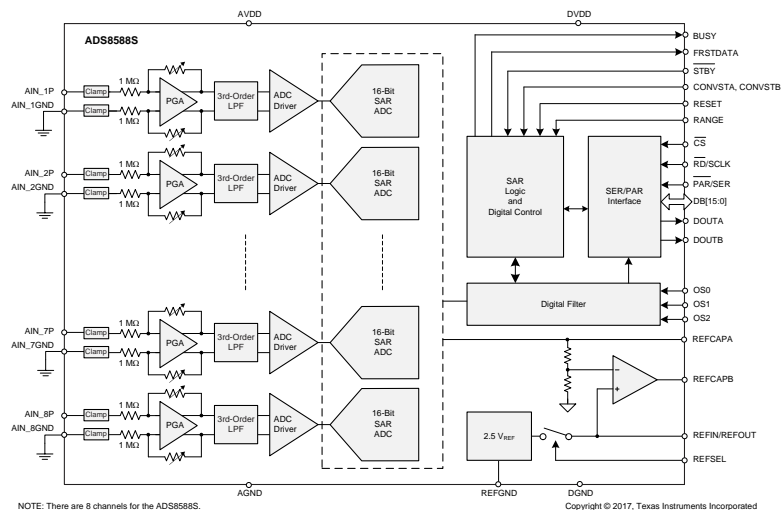 AVDD
DVDD
ADS8588S
BUSY
FRSTDATA
STBY
CONVSTA, CONVSTB
RESET
RANGE
CS
RD/SCLK
PAR/SER
DB[15:0]
DOUTA
DOUTB
OS0
OS1
OS2
REFCAPA
REFCAPB
REFIN/REFOUT
REFSEL
AIN_1P
AIN_1GND
Clamp
Clamp
1 MΩ
1 MΩ
PGA
3rd-Order
LPF
ADC
Driver
16-Bit
SAR
ADC
AIN_2P
AIN_2GND
Clamp
Clamp
1 MΩ
1 MΩ
PGA
3rd-Order
LPF
ADC
Driver
16-Bit
SAR
ADC
SAR
Logic
and
Digital Control
SER/PAR
Interface
Digital Filter
AIN_7P
AIN_7GND
Clamp
Clamp
1 MΩ
1 MΩ
PGA
3rd-Order
LPF
ADC
Driver
16-Bit
SAR
ADC
AIN_8P
AIN_8GND
Clamp
Clamp
1 MΩ
1 MΩ
PGA
3rd-Order
LPF
ADC
Driver
16-Bit
SAR
ADC
2.5 VREF
AGND
REFGND
DGND
NOTE: There are 8 channels for the ADS8588S.
Copyright © 2017, Texas Instruments Incorporated